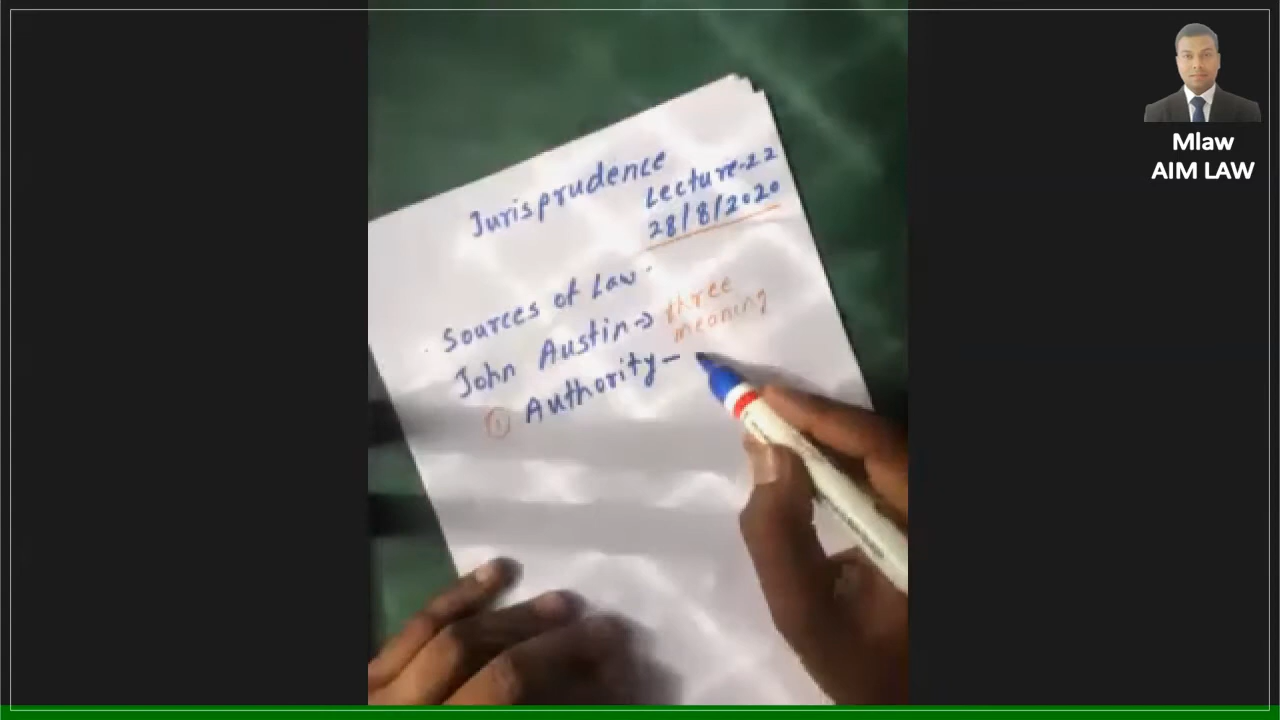 Jurisprudence
Lecture-22
28/8/2020
Sources of Law.
John Austin → three
meaning
① Authority –
Mlaw
AIM LAW